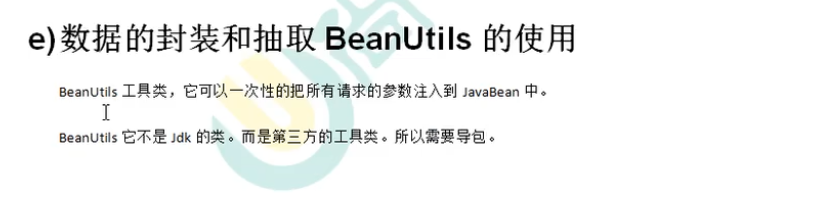 e)数据的封装和抽取 BeanUtils 的使用
BeanUtils 工具类，它可以一次性的把所有请求的参数注入到 JavaBean 中。
BeanUtils 它不是 Jdk 的类。而是第三方的工具类。所以需要导包。